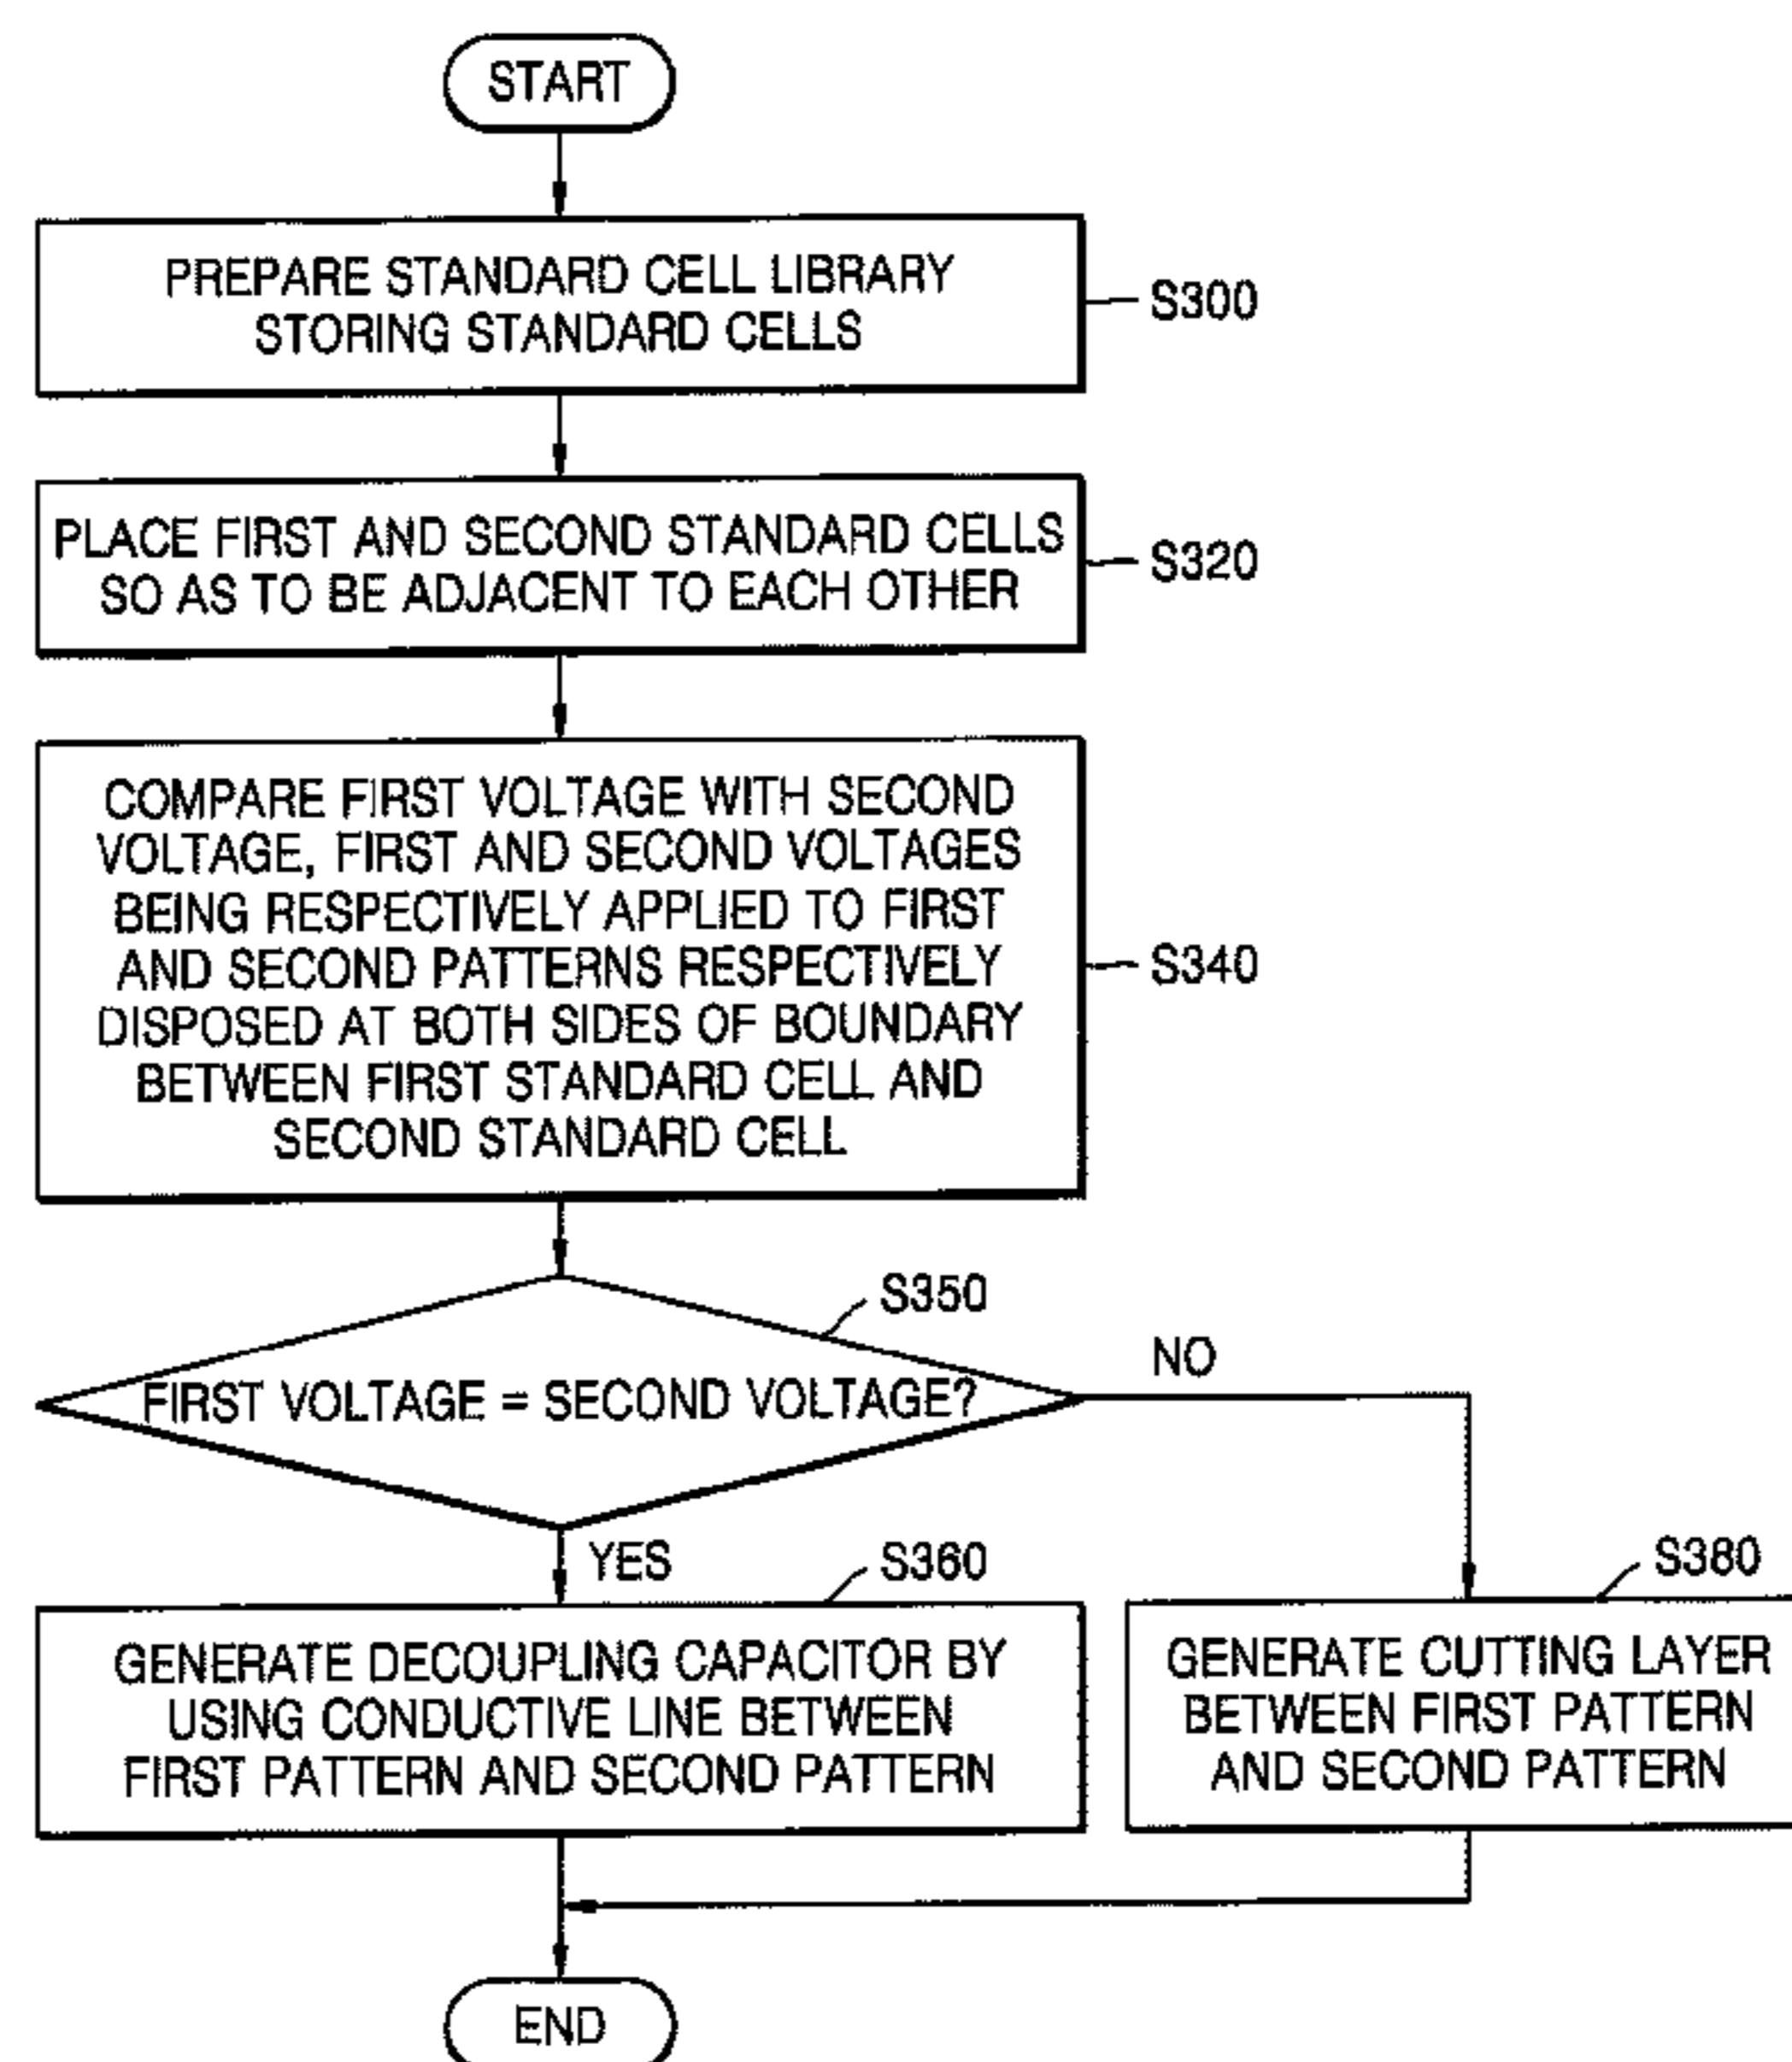 START
PREPARE STANDARD CELL LIBRARY
STORING STANDARD CELLS
S300
PLACE FIRST AND SECOND STANDARD CELLS
SO AS TO BE ADJACENT TO EACH OTHER
S320
COMPARE FIRST VOLTAGE WITH SECOND
VOLTAGE, FIRST AND SECOND VOLTAGES
BEING RESPECTIVELY APPLIED TO FIRST
AND SECOND PATTERNS RESPECTIVELY
DISPOSED AT BOTH SIDES OF BOUNDARY
BETWEEN FIRST STANDARD CELL AND
SECOND STANDARD CELL
S340
S350
FIRST VOLTAGE = SECOND VOLTAGE?
NO
YES
S360
GENERATE DECOUPLING CAPACITOR BY
USING CONDUCTIVE LINE BETWEEN
FIRST PATTERN AND SECOND PATTERN
S380
GENERATE CUTTING LAYER
BETWEEN FIRST PATTERN
AND SECOND PATTERN
END